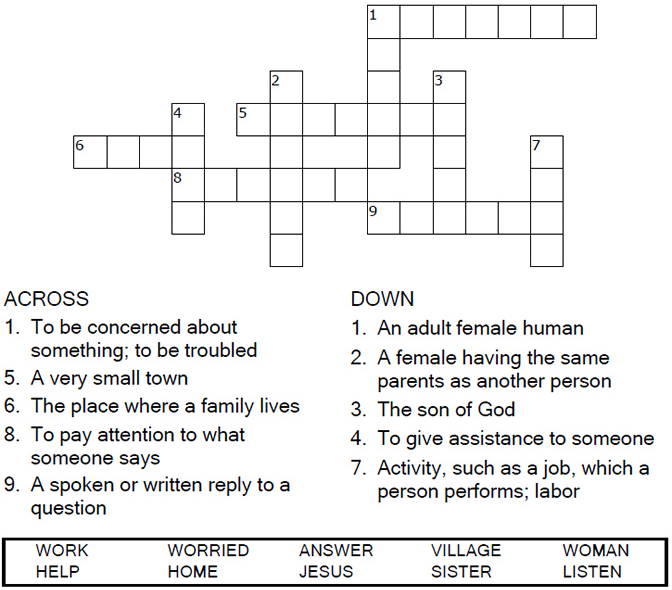 1
2
3
4
5
6
7
8
9
ACROSS
1. To be concerned about
something; to be troubled
5. A very small town
6. The place where a family lives
8. To pay attention to what
someone says
9. A spoken or written reply to a
question
DOWN
1. An adult female human
2. A female having the same
parents as another person
3. The son of God
4. To give assistance to someone
7. Activity, such as a job, which a
person performs; labor
WORK WORRIED ANSWER VILLAGE WOMAN
HELP HOME JESUS SISTER LISTEN